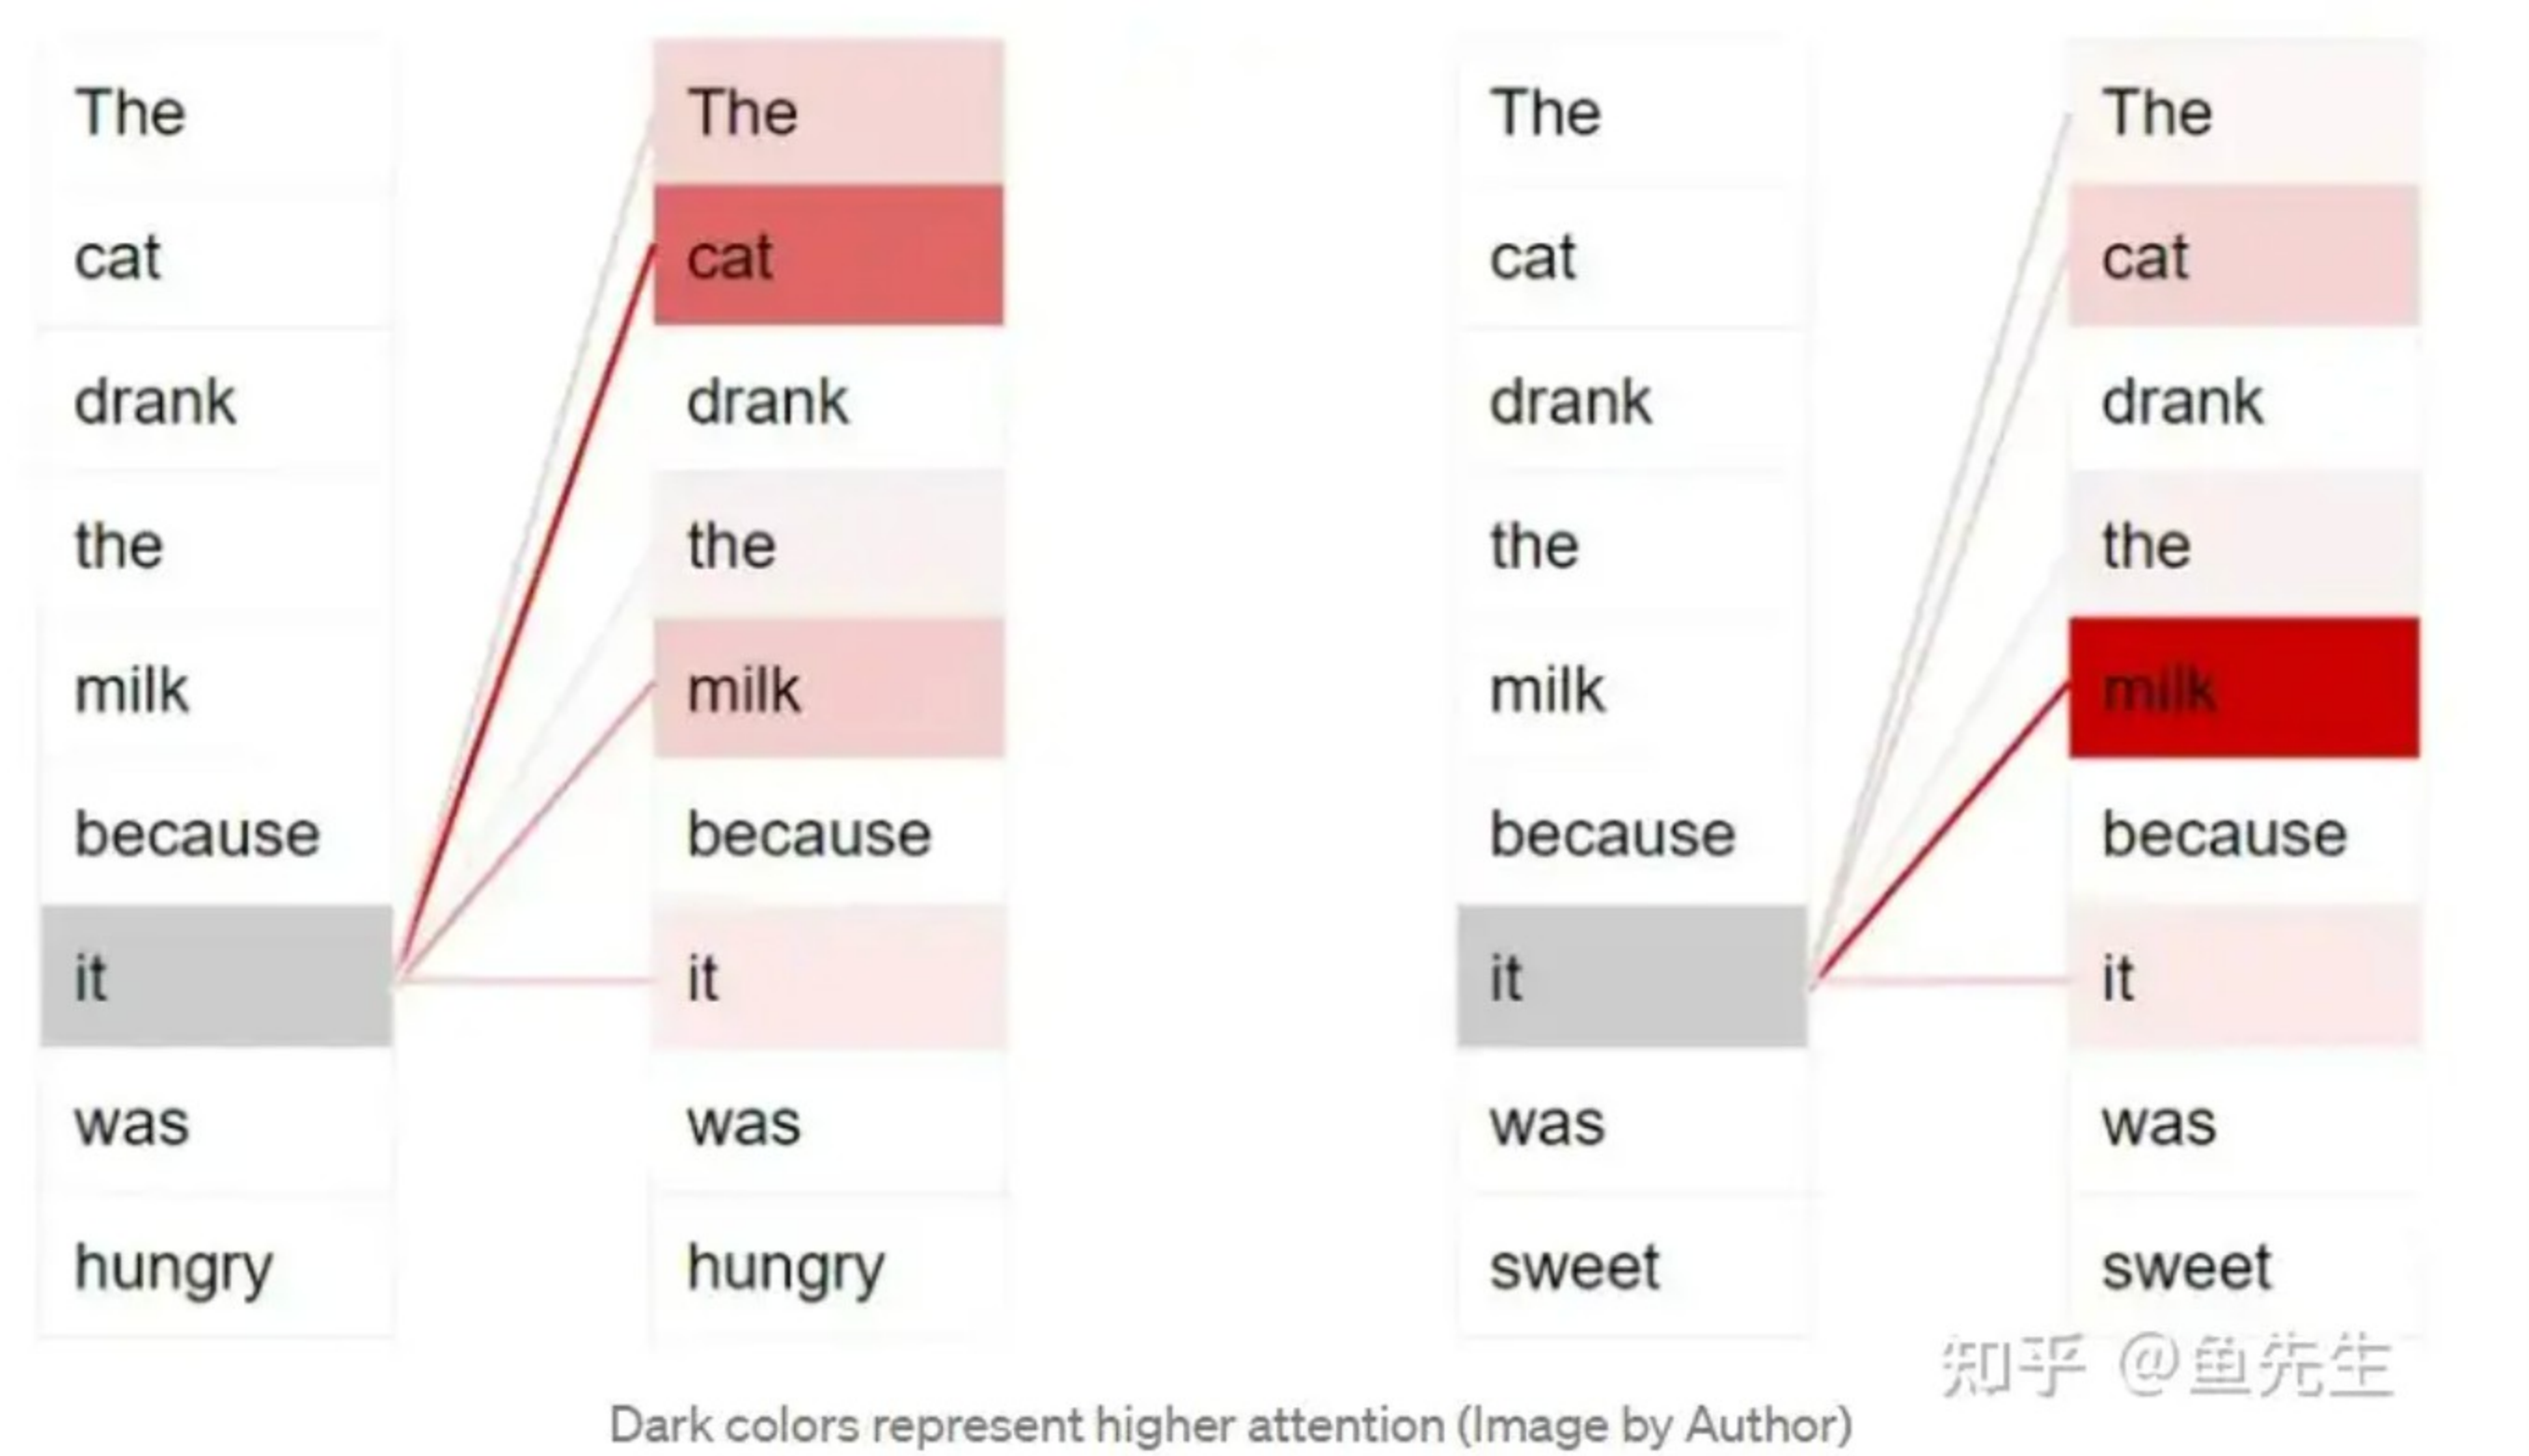 The The The The
cat cat cat cat
drank drank drank drank
the the the the
milk milk milk milk
because because because because
it it it it
was was was was
hungry hungry sweet sweet
知乎 @鱼先生
Dark colors represent higher attention (Image by Author)